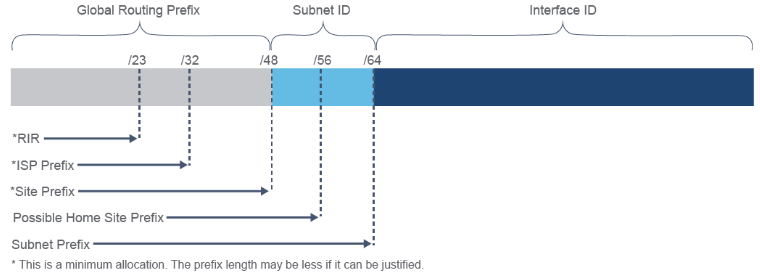 Global Routing Prefix Subnet ID Interface ID
/23 /32 /48 /56 /64
*RIR
*ISP Prefix
*Site Prefix
Possible Home Site Prefix
Subnet Prefix
* This is a minimum allocation. The prefix length may be less if it can be justified.